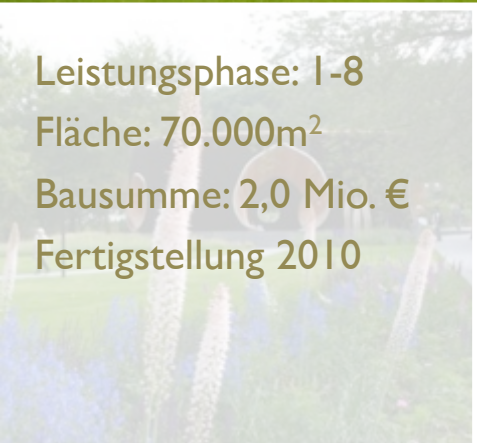 Leistungsphase: 1-8
Fläche: 70.000m²
Bausumme: 2,0 Mio. €
Fertigstellung 2010